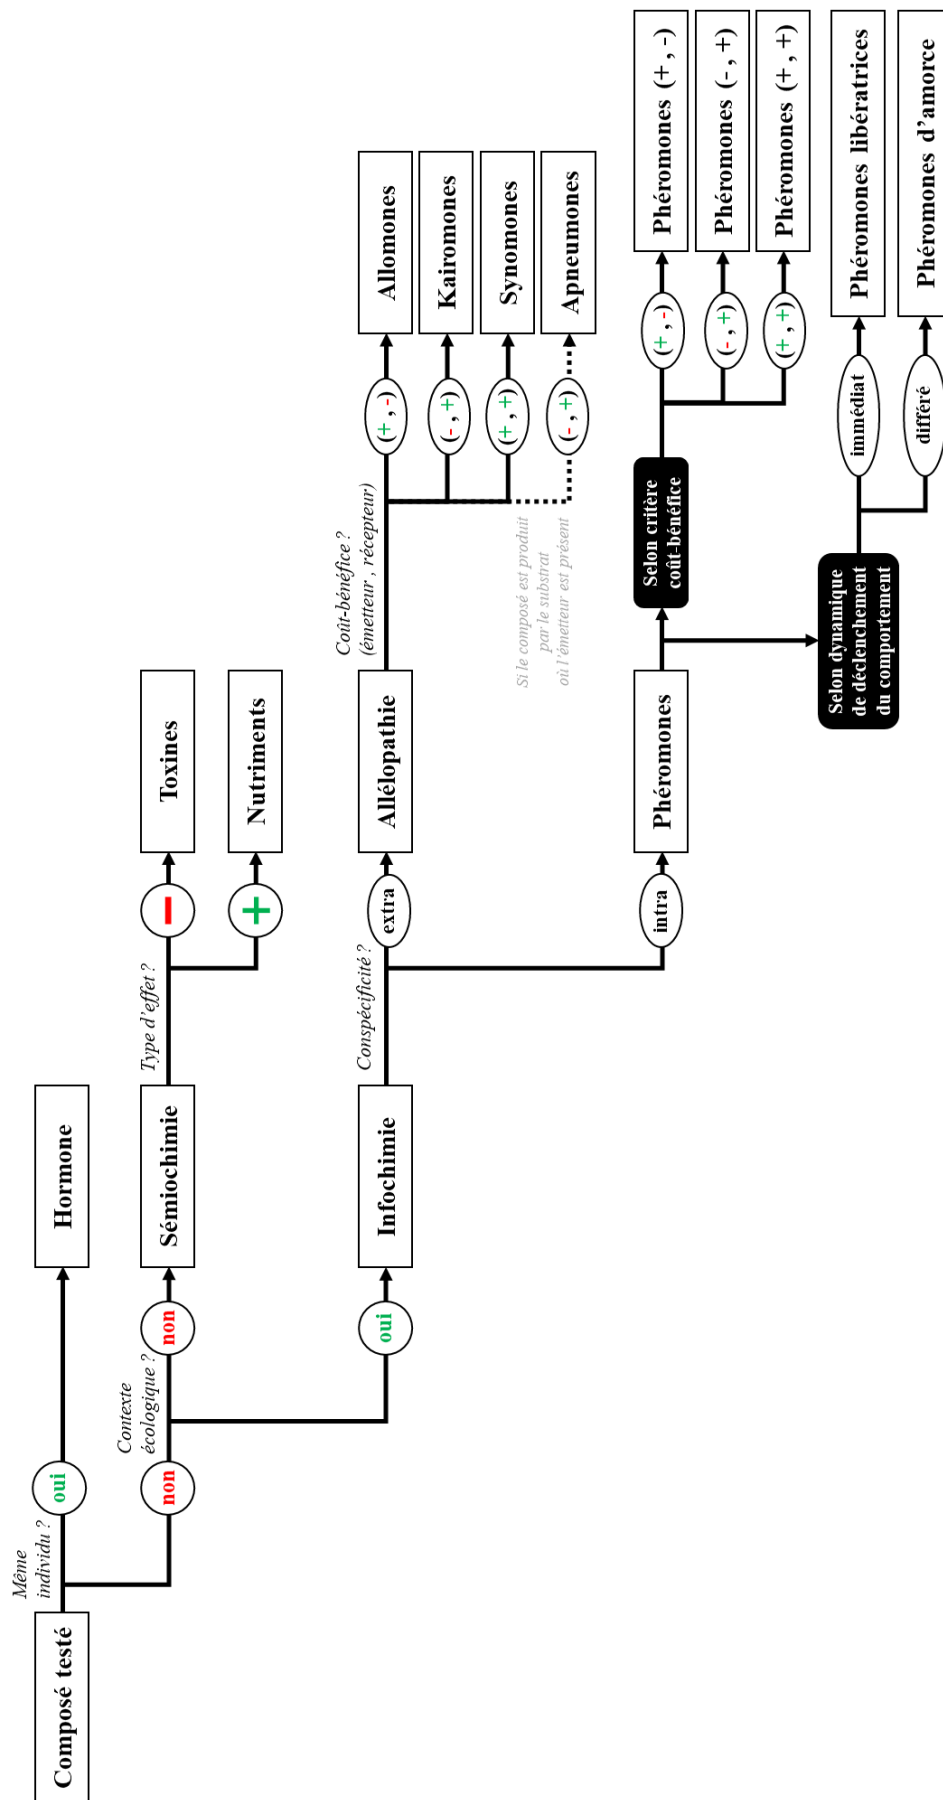 Composé testé
Même
individu ?
oui
Hormone
non
Contexte
écologique ?
non
Sémiochimie
Type d'effet ?
−
Toxines
+
Nutriments
oui
Infochimie
Conspécificité ?
extra
Allélopathie
Coût-bénéfice ?
(émetteur , récepteur)
(+ , -)
Allomones
(- , +)
Kairomones
(+ , +)
Synomones
Si le composé est produit
par le substrat
où l'émetteur est présent
(- , +)
Apneumones
intra
Phéromones
Selon critère
coût-bénéfice
(+ , -)
Phéromones (+ , -)
(- , +)
Phéromones (- , +)
(+ , +)
Phéromones (+ , +)
Selon dynamique
de déclenchement
du comportement
immédiat
Phéromones libératrices
différé
Phéromones d'amorce